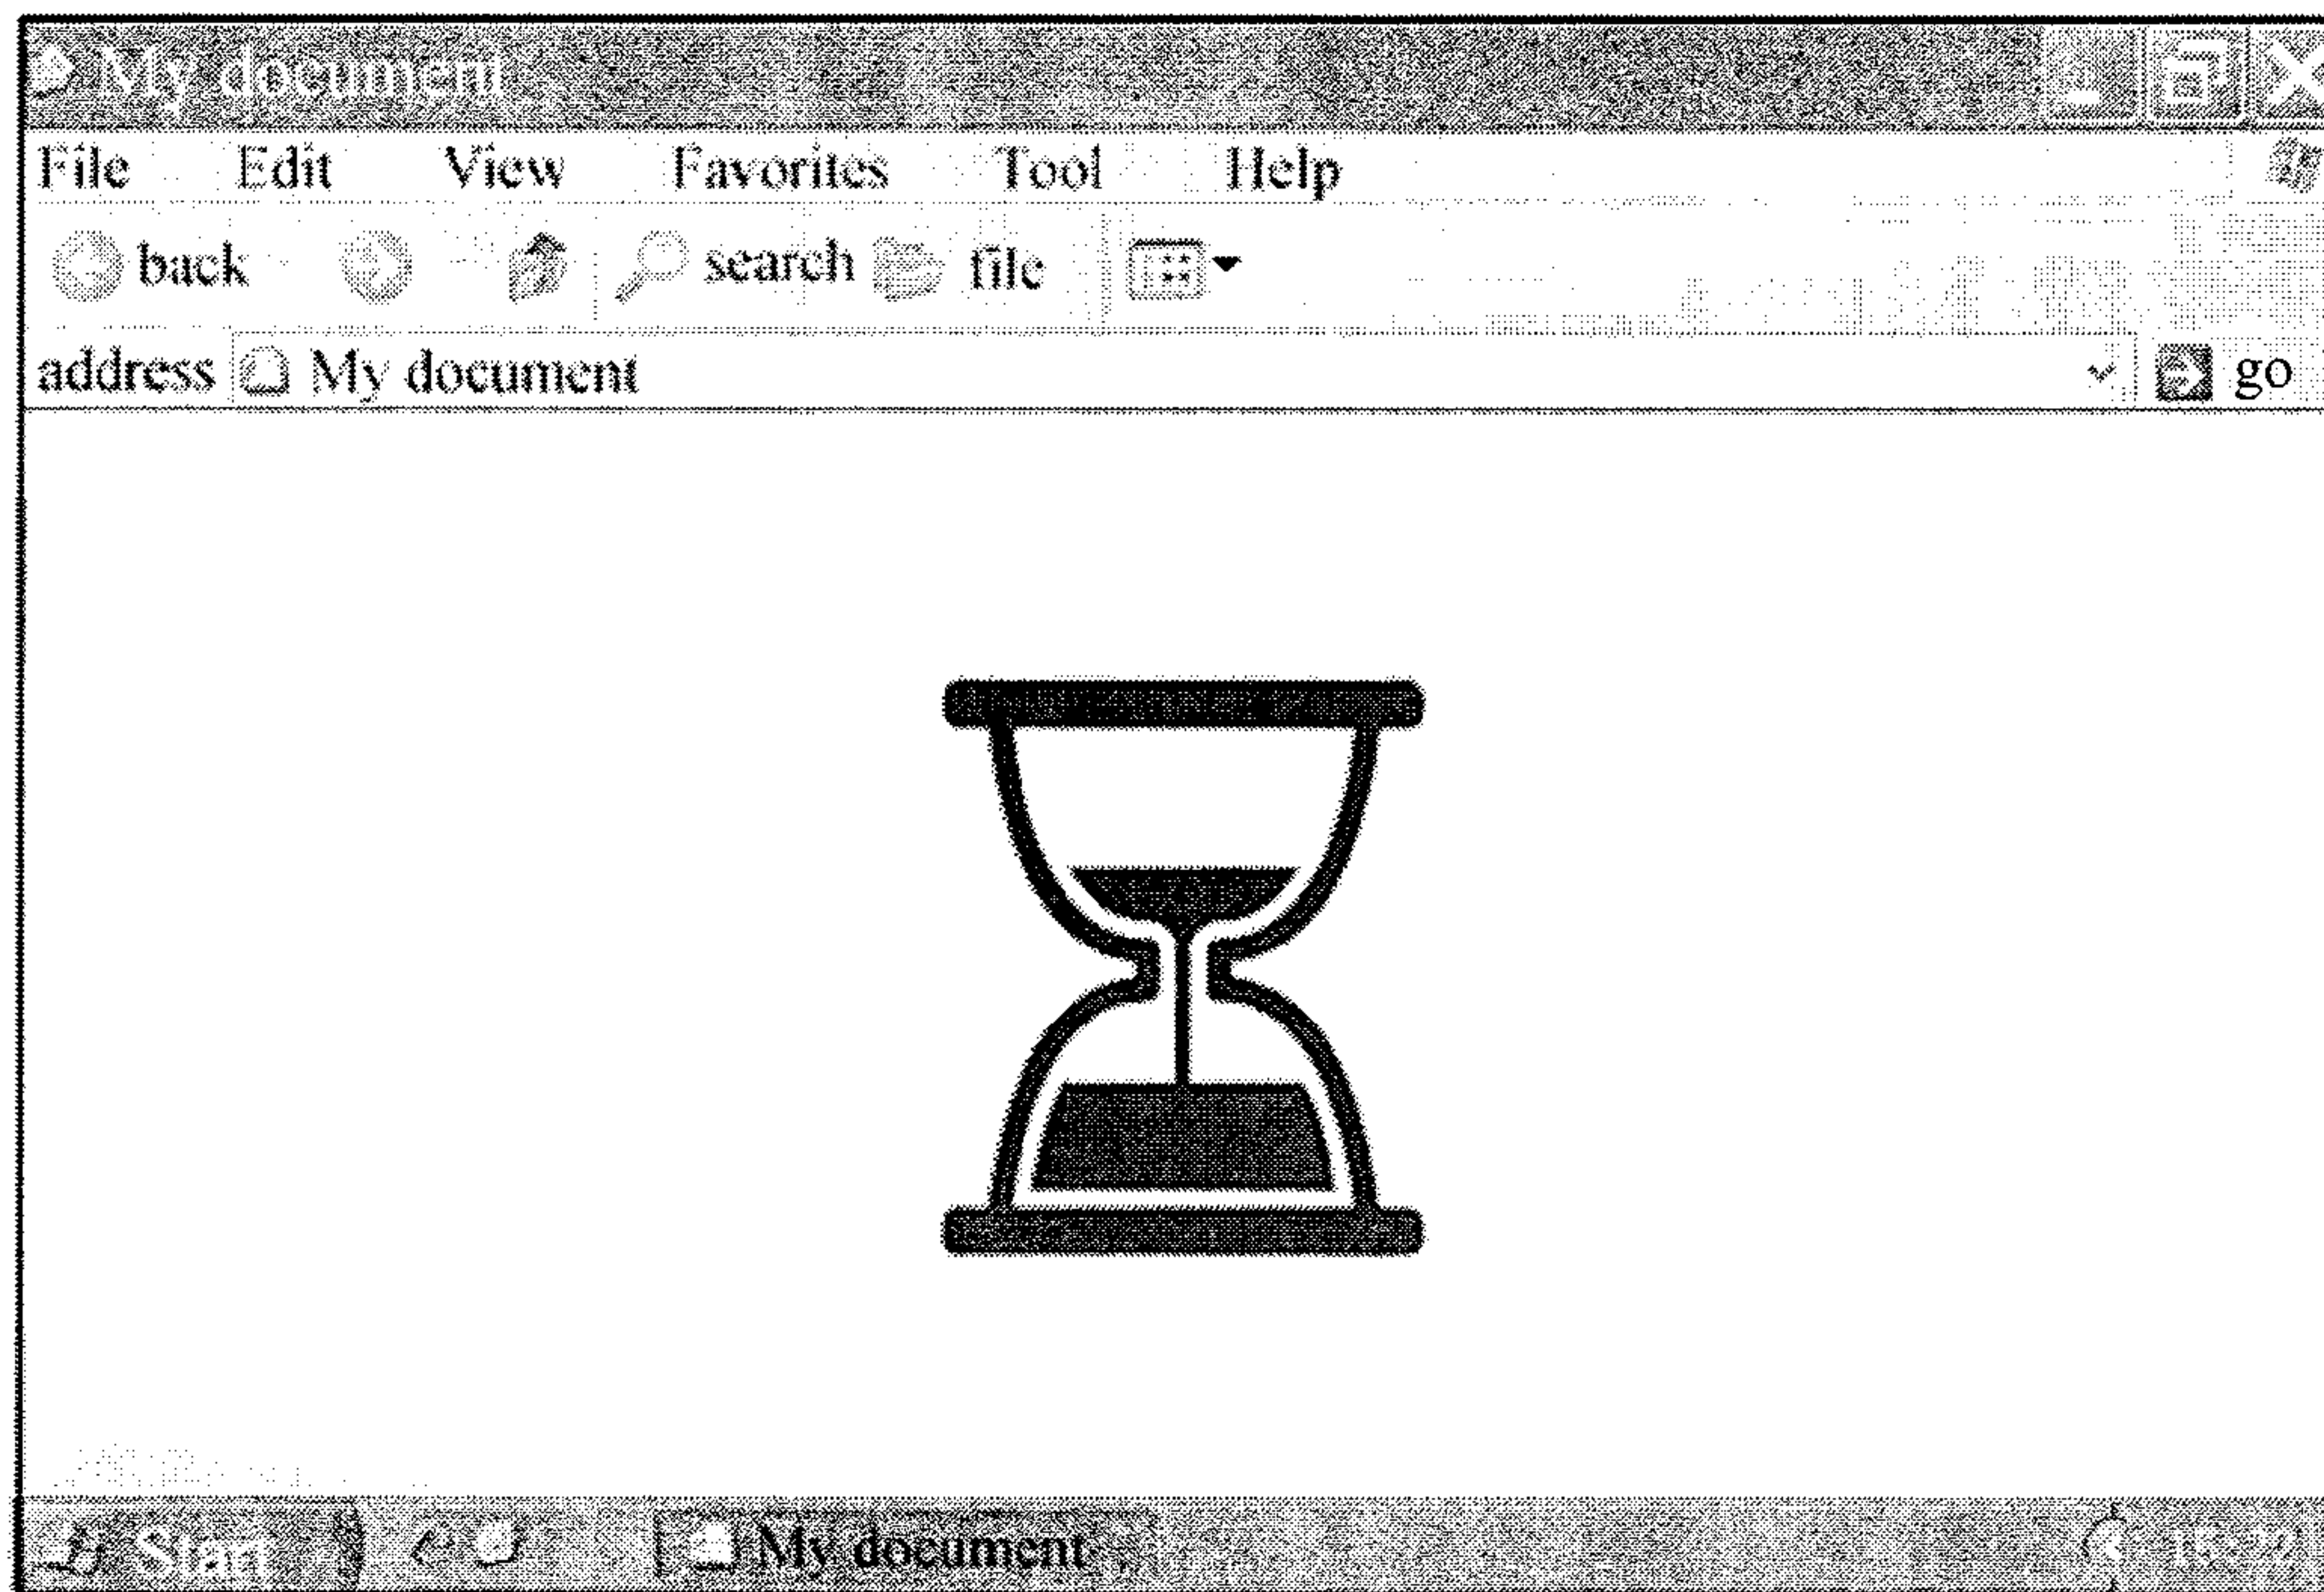 My document
File Edit View Favorites Tool Help
back search file
address My document go
Start My document